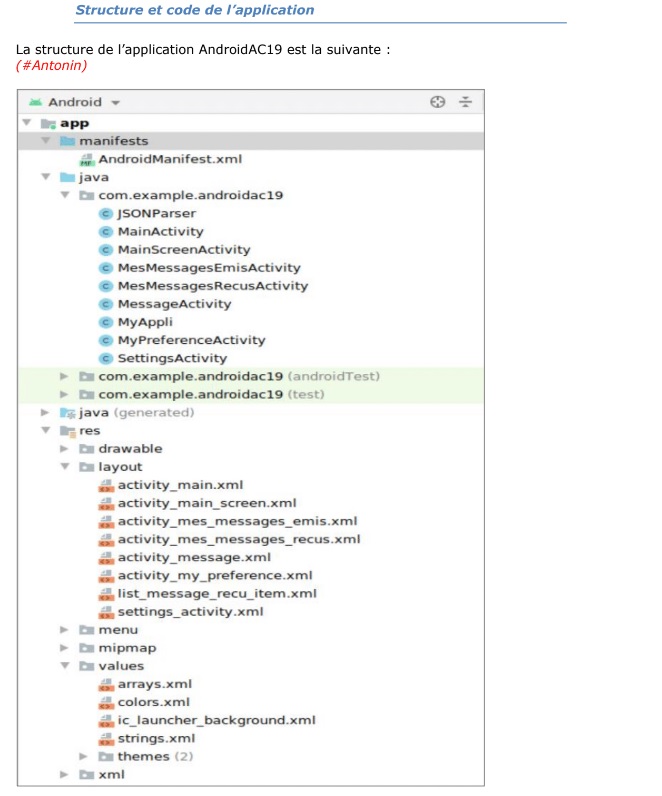 Structure et code de l'application
La structure de l'application AndroidAC19 est la suivante :
(#Antonin)
Android
app
manifests
AndroidManifest.xml
java
com.example.androidac19
JSONParser
MainActivity
MainScreenActivity
MesMessagesEmisActivity
MesMessagesRecusActivity
MessageActivity
MyAppli
MyPreferenceActivity
SettingsActivity
com.example.androidac19 (androidTest)
com.example.androidac19 (test)
java (generated)
res
drawable
layout
activity_main.xml
activity_main_screen.xml
activity_mes_messages_emis.xml
activity_mes_messages_recus.xml
activity_message.xml
activity_my_preference.xml
list_message_recu_item.xml
settings_activity.xml
menu
mipmap
values
arrays.xml
colors.xml
ic_launcher_background.xml
strings.xml
themes (2)
xml